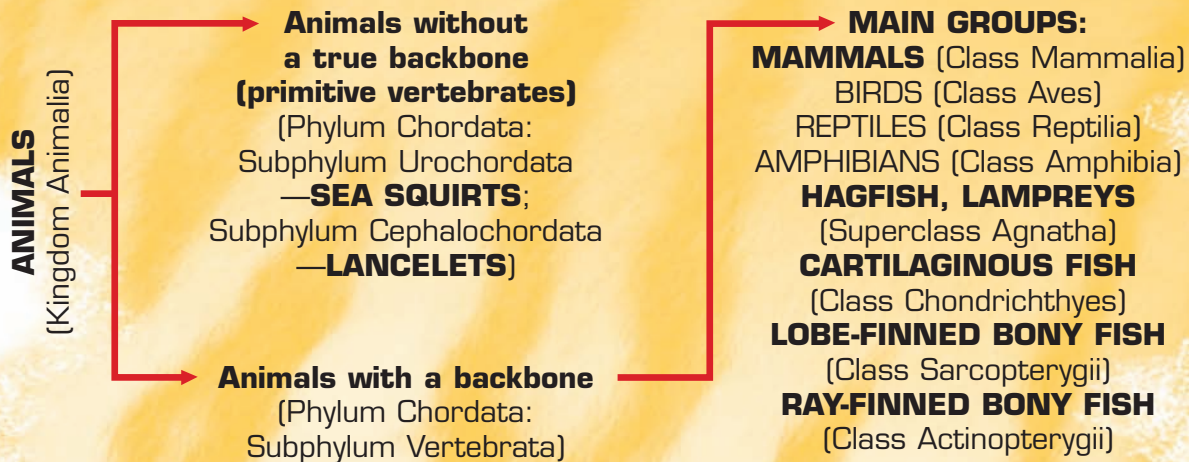 ANIMALS
(Kingdom Animalia)
Animals without
a true backbone
(primitive vertebrates)
(Phylum Chordata:
Subphylum Urochordata
—SEA SQUIRTS;
Subphylum Cephalochordata
—LANCELETS)
Animals with a backbone
(Phylum Chordata:
Subphylum Vertebrata)
MAIN GROUPS:
MAMMALS (Class Mammalia)
BIRDS (Class Aves)
REPTILES (Class Reptilia)
AMPHIBIANS (Class Amphibia)
HAGFISH, LAMPREYS
(Superclass Agnatha)
CARTILAGINOUS FISH
(Class Chondrichthyes)
LOBE-FINNED BONY FISH
(Class Sarcopterygii)
RAY-FINNED BONY FISH
(Class Actinopterygii)